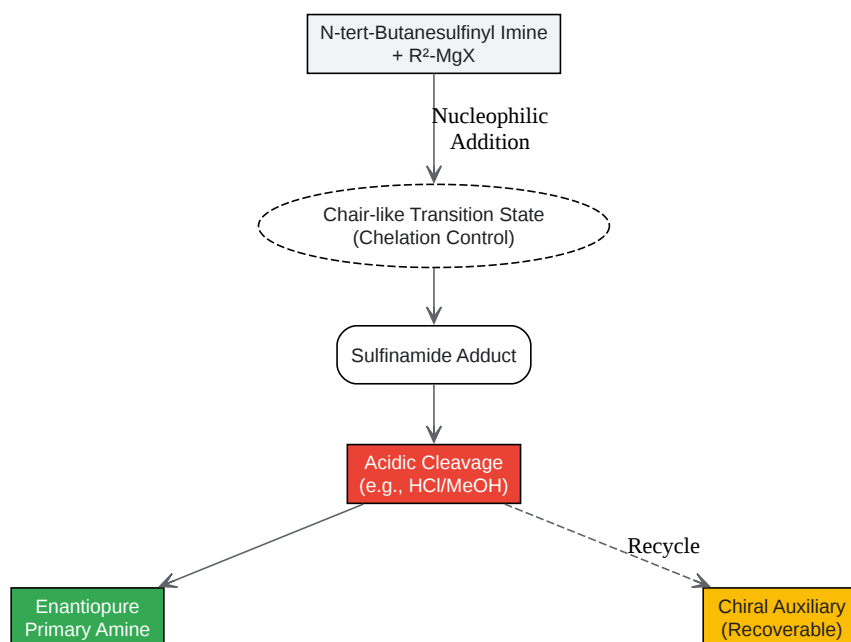 N-tert-Butanesulfinyl Imine
+ R²-MgX
Nucleophilic
Addition
Chair-like Transition State
(Chelation Control)
Sulfinamide Adduct
Acidic Cleavage
(e.g., HCl/MeOH)
Recycle
Enantiopure
Primary Amine
Chiral Auxiliary
(Recoverable)